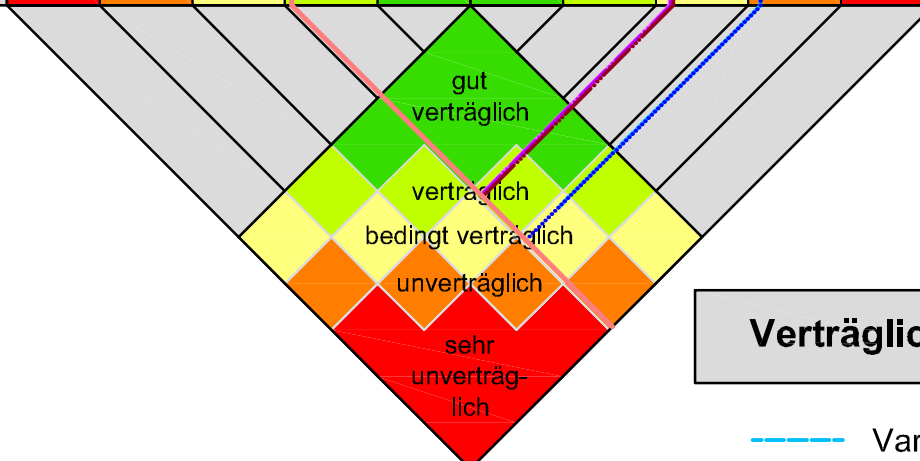 gut
verträglich
verträglich
bedingt verträglich
unverträglich
sehr
unverträg-
lich